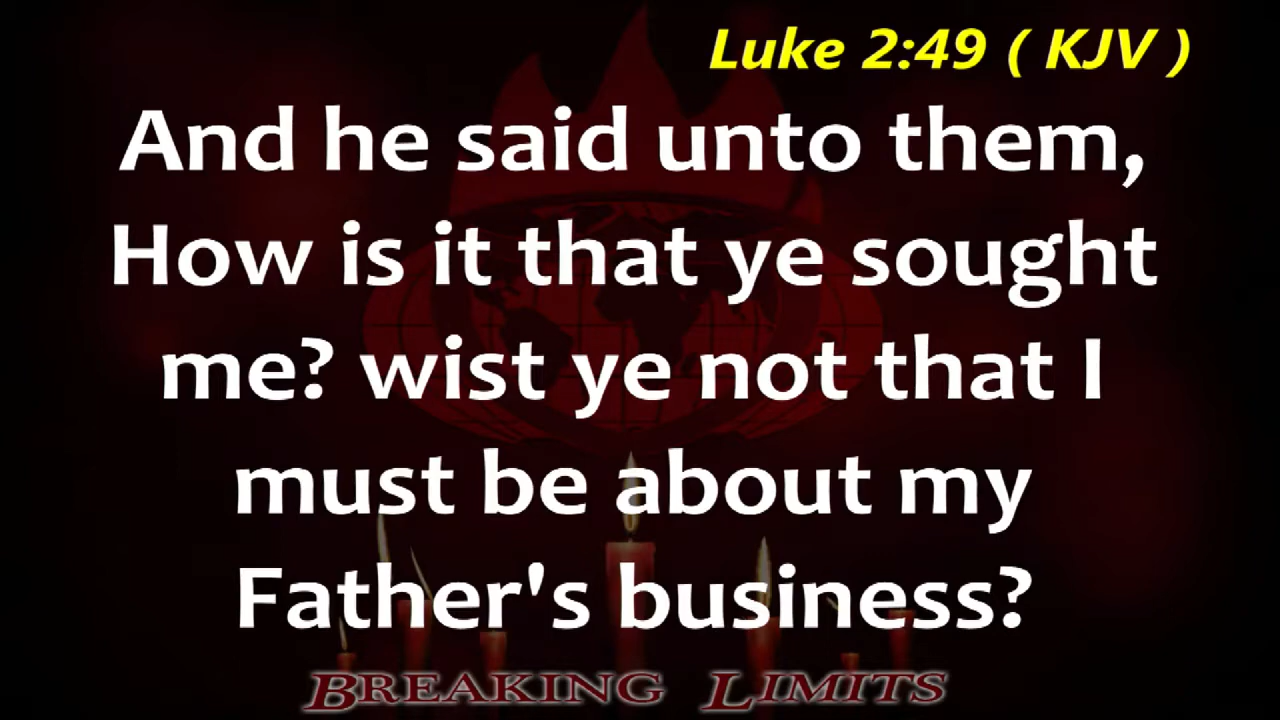 Luke 2:49 ( KJV )
And he said unto them,
How is it that ye sought
me? wist ye not that I
must be about my
Father's business?
BREAKING LIMITS